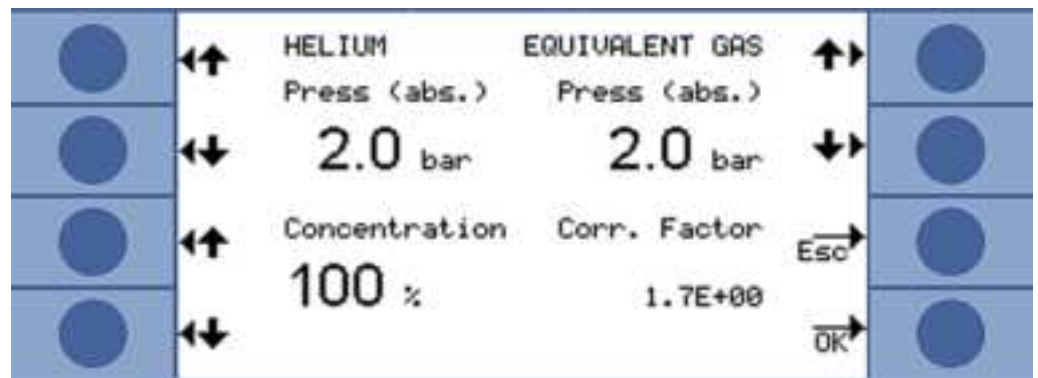 HELIUM EQUIVALENT GAS
Press (abs.) Press (abs.)
2.0 bar 2.0 bar
Concentration Corr. Factor
Esc
100 % 1.7E+00
OK